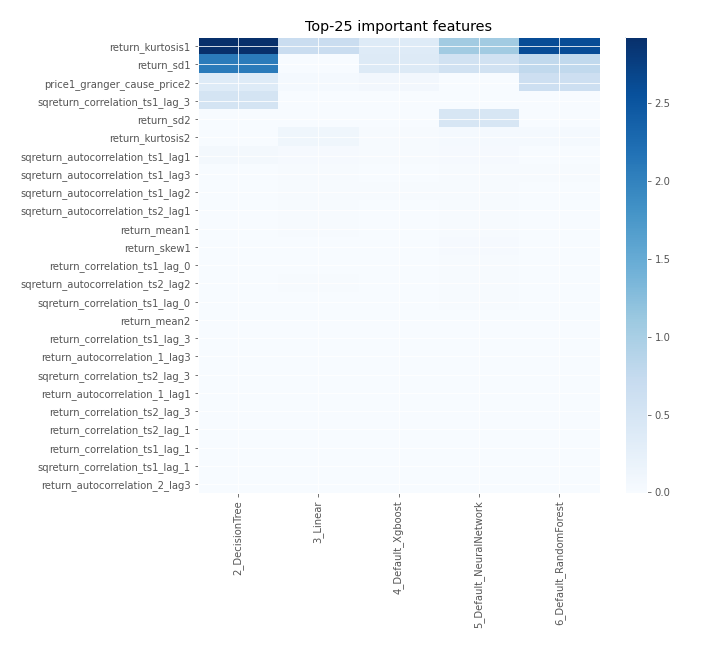 Top-25 important features
return_kurtosis1
return_sd1
price1_granger_cause_price2
sqreturn_correlation_ts1_lag_3
return_sd2
return_kurtosis2
sqreturn_autocorrelation_ts1_lag1
sqreturn_autocorrelation_ts1_lag3
sqreturn_autocorrelation_ts1_lag2
sqreturn_autocorrelation_ts2_lag1
return_mean1
return_skew1
return_correlation_ts1_lag_0
sqreturn_autocorrelation_ts2_lag2
sqreturn_correlation_ts1_lag_0
return_mean2
return_correlation_ts1_lag_3
return_autocorrelation_1_lag3
sqreturn_correlation_ts2_lag_3
return_autocorrelation_1_lag1
return_correlation_ts2_lag_3
return_correlation_ts2_lag_1
return_correlation_ts1_lag_1
sqreturn_correlation_ts1_lag_1
return_autocorrelation_2_lag3
2_DecisionTree
3_Linear
4_Default_Xgboost
5_Default_NeuralNetwork
6_Default_RandomForest
2.5
2.0
1.5
1.0
0.5
0.0